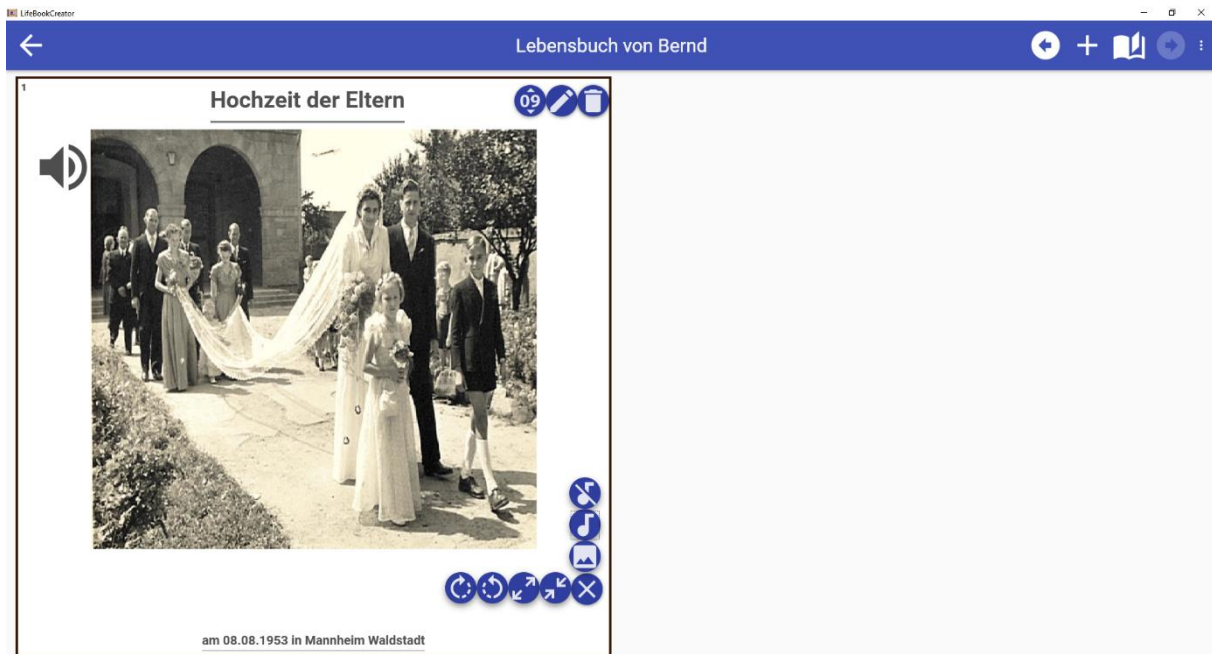 LifeBookCreator
Lebensbuch von Bernd
1
Hochzeit der Eltern
09
am 08.08.1953 in Mannheim Waldstadt